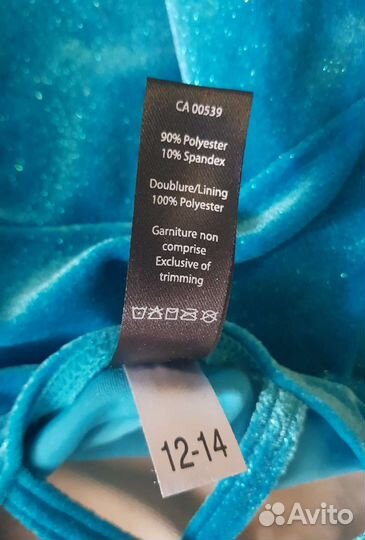 CA 00539
90% Polyester
10% Spandex
Doublure/Lining
100% Polyester
Garniture non
comprise
Exclusive of
trimming
12-14
Avito